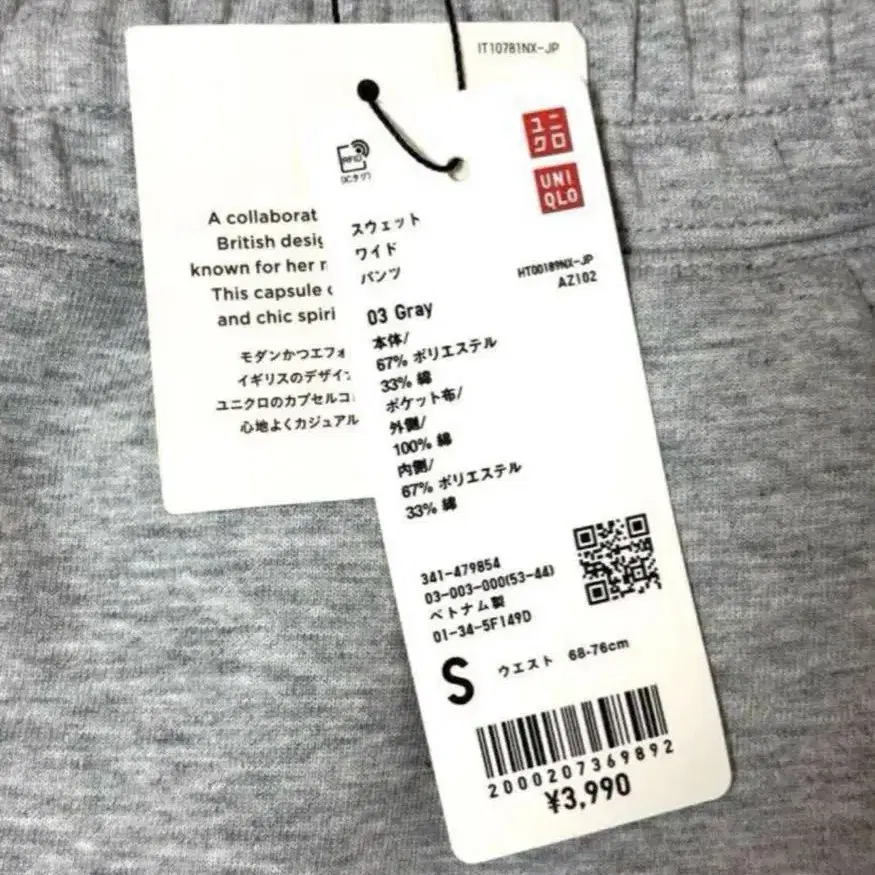 IT10781NX-JP
A collaborat
British desig
known for her
This capsule
and chic spiri
モダンかつエフォ
イギリスのデザイ
ユニクロのカプセルコ
心地よくカジュアル
RFID
(ICタグ)
ユニ
クロ
UNI
QLO
スウェット
ワイド
パンツ
HT00189NX-JP
AZ102
03 Gray
本体/
67% ポリエステル
33% 綿
ポケット布/
外側/
100% 綿
内側/
67% ポリエステル
33% 綿
341-479854
03-003-000(53-44)
ベトナム製
01-34-5F149D
S ウエスト 68-76cm
2000207369892
¥3,990